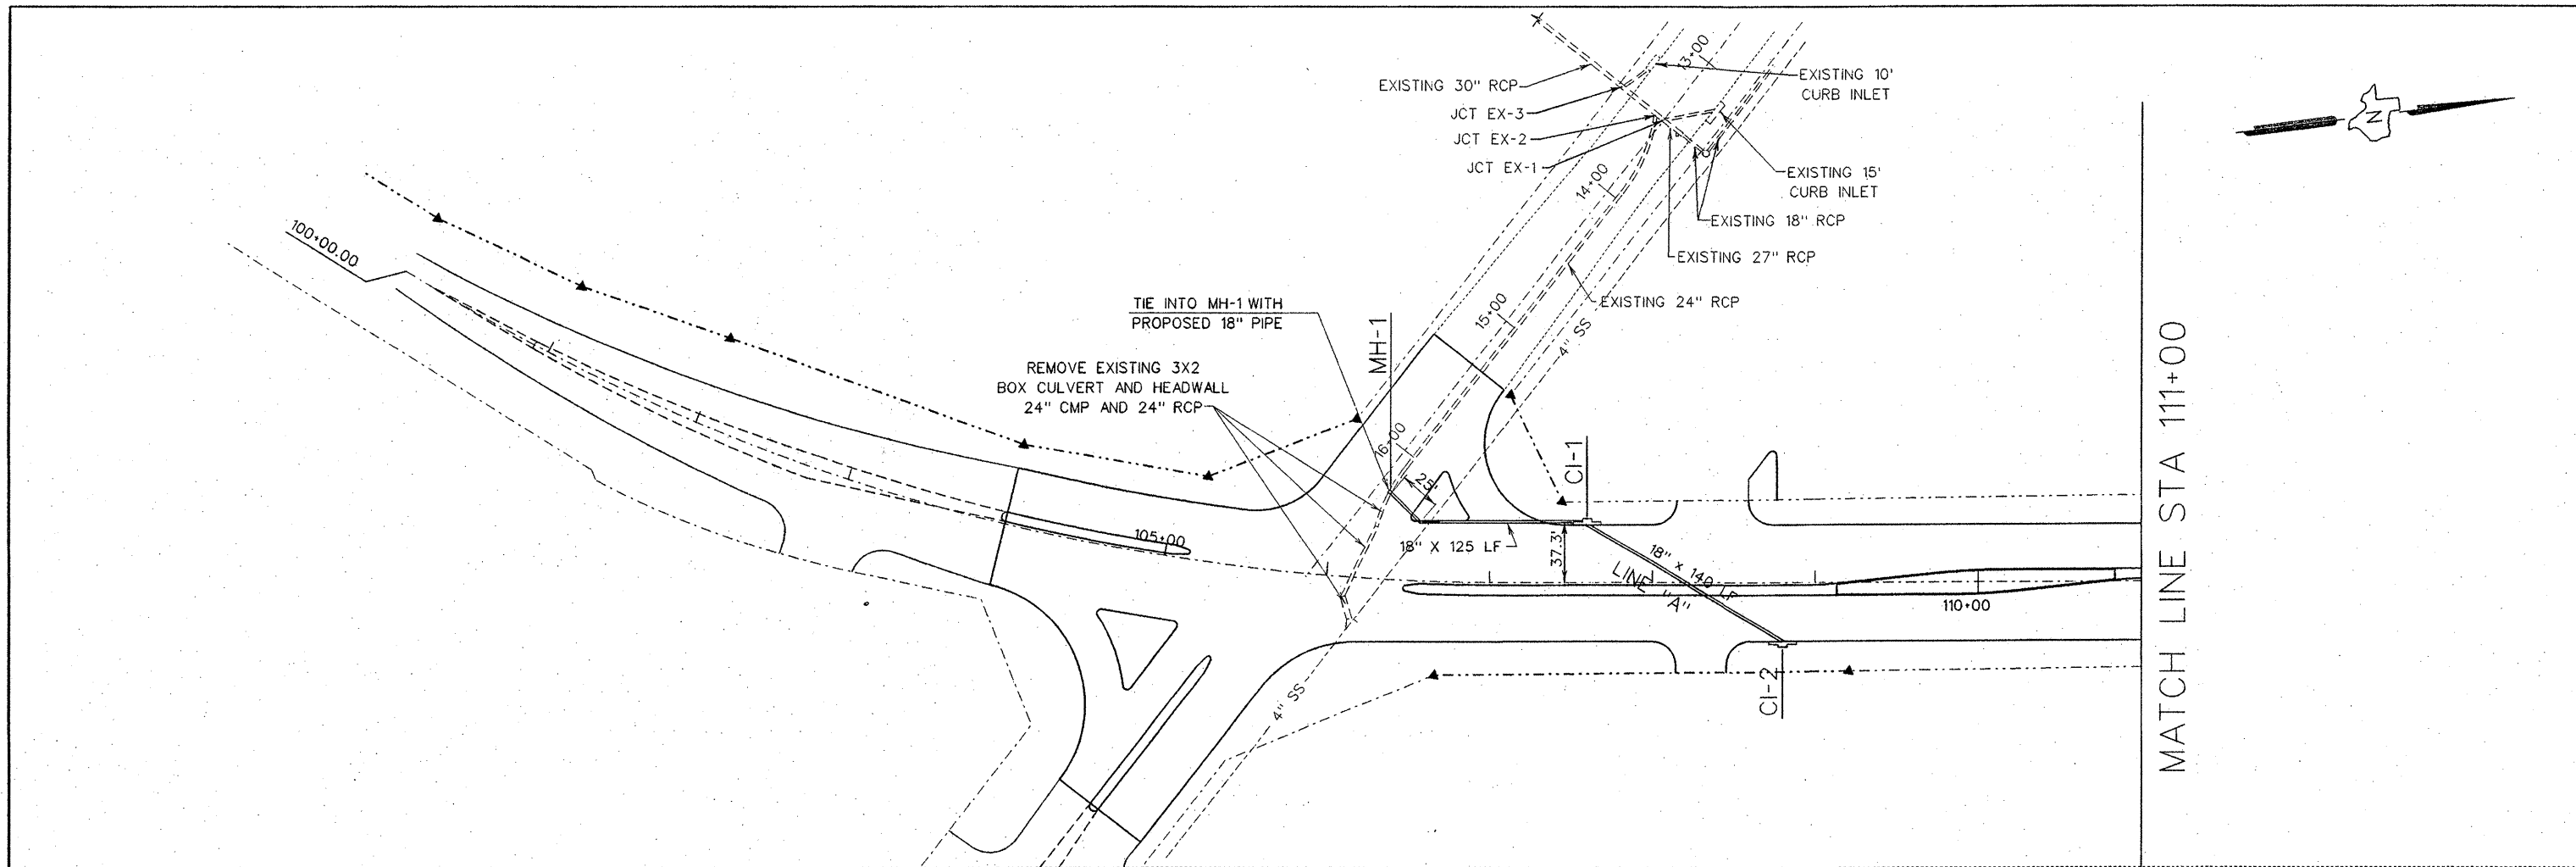 EXISTING 30" RCP
JCT EX-3
JCT EX-2
JCT EX-1
13+00
EXISTING 10'
CURB INLET
EXISTING 15'
CURB INLET
EXISTING 18" RCP
EXISTING 27" RCP
EXISTING 24" RCP
14+00
15+00
16+00
4" SS
N
100+00.00
TIE INTO MH-1 WITH
PROPOSED 18" PIPE
REMOVE EXISTING 3X2
BOX CULVERT AND HEADWALL
24" CMP AND 24" RCP
MH-1
CI-1
25'
105+00
18" X 125 LF
37.3'
18" x 140 LF
LINE "A"
110+00
CI-2
4" SS
MATCH LINE STA 111+00